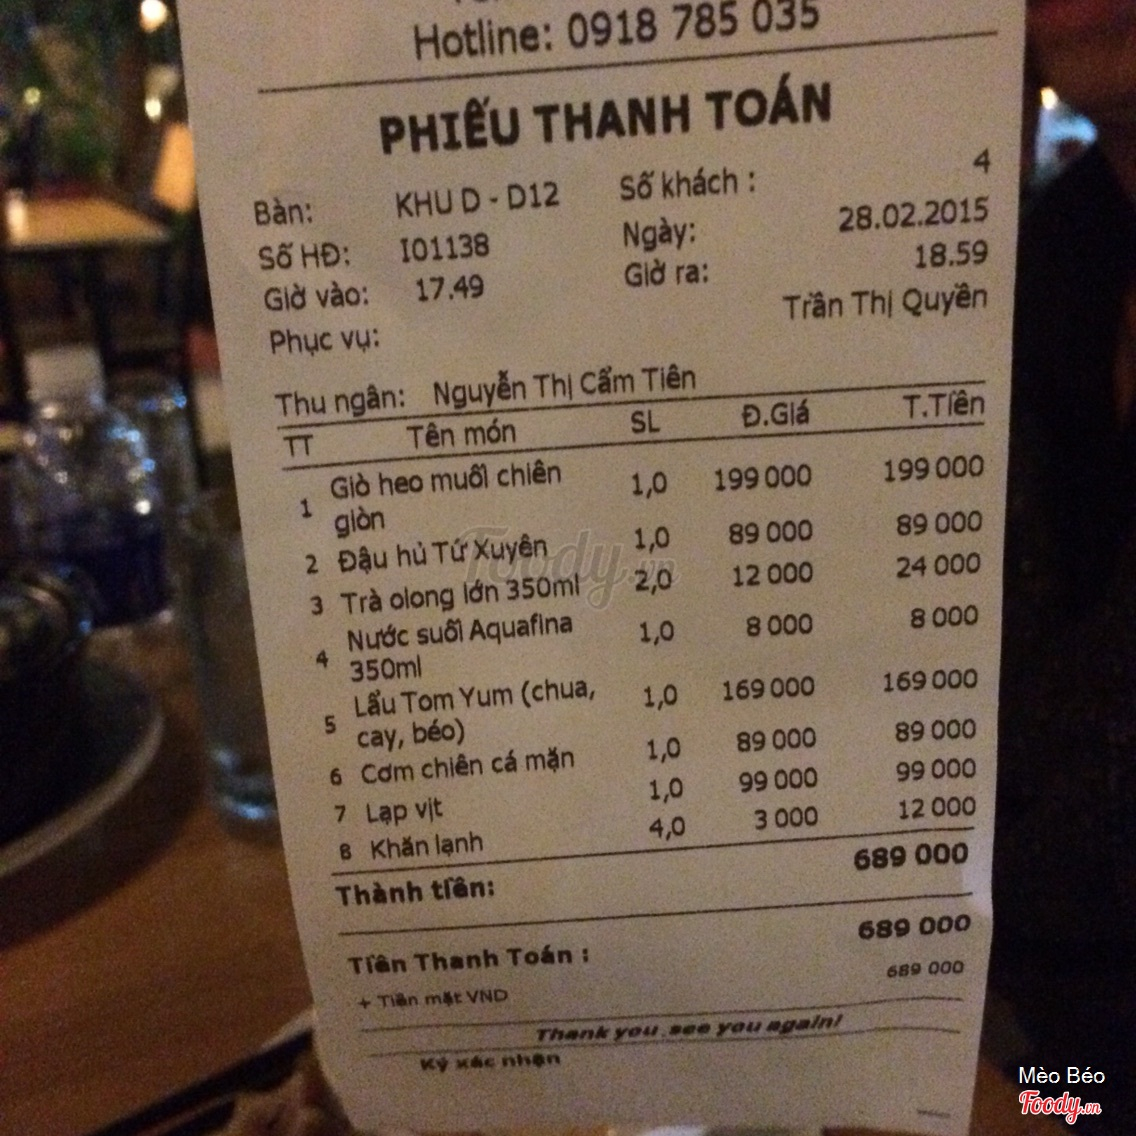 Hotline: 0918 785 035
PHIẾU THANH TOÁN
Bàn: KHU D - D12 Số khách : 4
Số HĐ: I01138 Ngày: 28.02.2015
Giờ vào: 17.49 Giờ ra: 18.59
Phục vụ: Trần Thị Quyền
Thu ngân: Nguyễn Thị Cẩm Tiên
TT Tên món SL Đ.Giá T.Tiền
1 Giò heo muối chiên 1,0 199 000 199 000
giòn
2 Đậu hủ Tứ Xuyên 1,0 89 000 89 000
3 Trà olong lớn 350ml 2,0 12 000 24 000
4 Nước suối Aquafina 1,0 8 000 8 000
350ml
5 Lẩu Tom Yum (chua, 1,0 169 000 169 000
cay, béo)
6 Cơm chiên cá mặn 1,0 89 000 89 000
7 Lạp vịt 1,0 99 000 99 000
8 Khăn lạnh 4,0 3 000 12 000
Thành tiền: 689 000
Tiền Thanh Toán : 689 000
+ Tiền mặt VND 689 000
Thank you, see you again!
Ký xác nhận
Foody.vn
Mèo Béo
Foody.vn